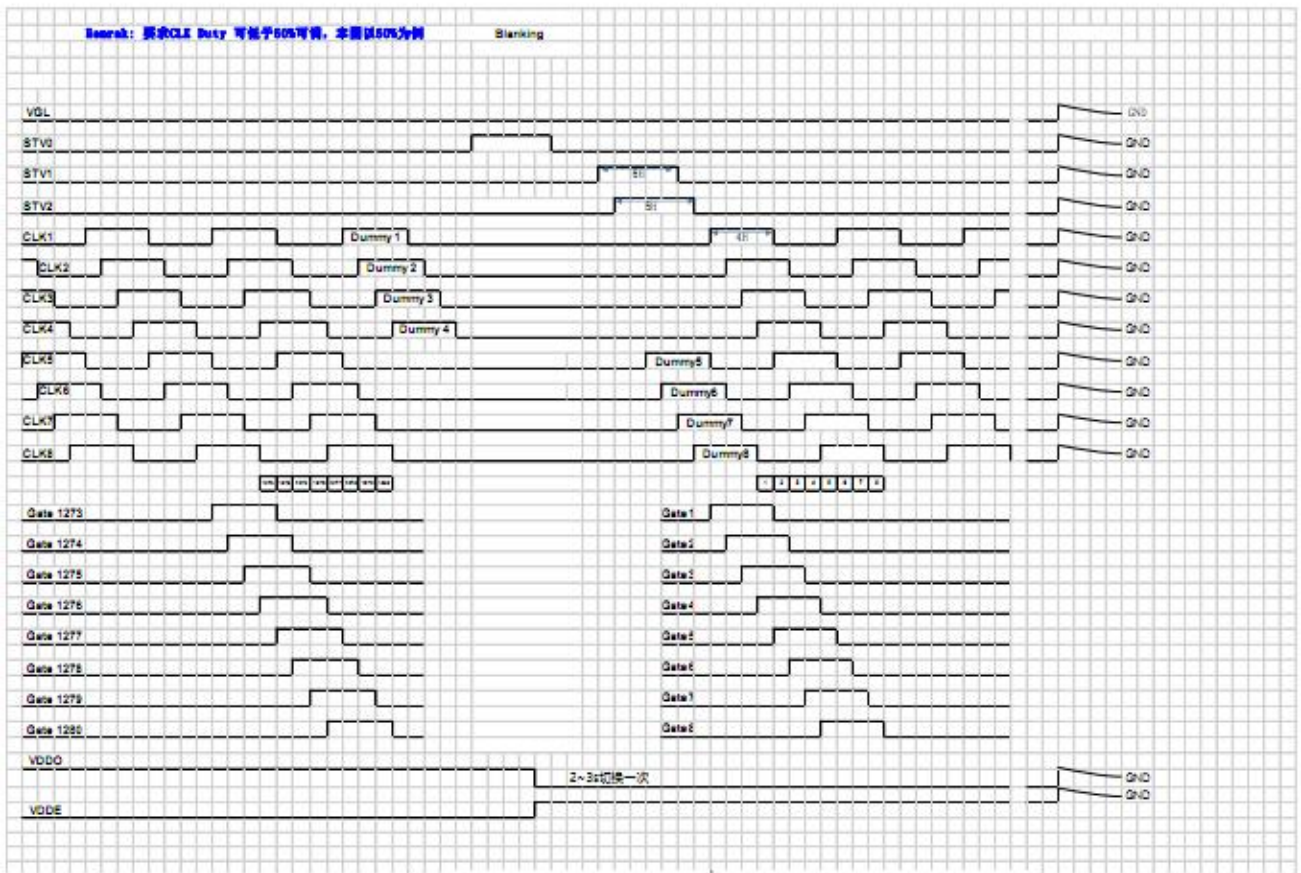 Remrak: 要求CLK Duty 可低于50%可调，本图以50%为例
Blanking
VGL
GND
STV0
GND
STV1
GND
STV2
GND
CLK1
Dummy 1
GND
CLK2
Dummy 2
GND
CLK3
Dummy 3
GND
CLK4
Dummy 4
GND
CLK5
Dummy5
GND
CLK6
Dummy6
GND
CLK7
Dummy7
GND
CLK8
Dummy8
GND
1 2 3 4 5 6 7 8
Gate 1273
Gate1
Gate 1274
Gate2
Gate 1275
Gate3
Gate 1276
Gate4
Gate 1277
Gate5
Gate 1278
Gate6
Gate 1279
Gate7
Gate 1280
Gate8
VDDO
2~3s切换一次
GND
GND
VDDE